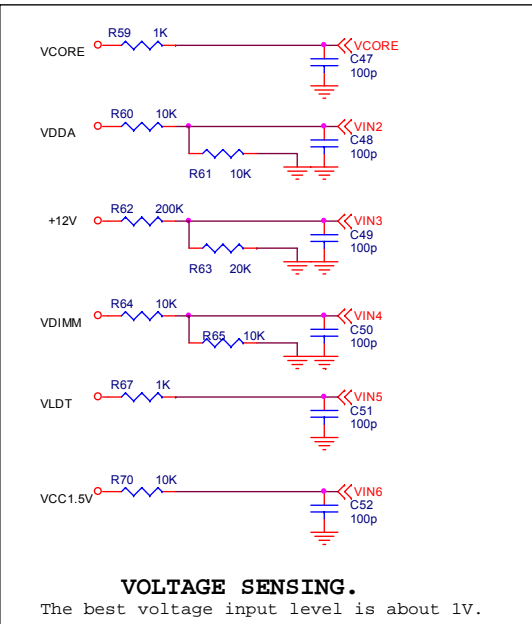 R59 1K
VCORE
VCORE
C47
100p
R60 10K
VDDA
VIN2
C48
100p
R61 10K
R62 200K
+12V
VIN3
C49
100p
R63 20K
R64 10K
VDIMM
VIN4
R65 10K
C50
100p
R67 1K
VLDT
VIN5
C51
100p
R70 10K
VCC1.5V
VIN6
C52
100p
VOLTAGE SENSING.
The best voltage input level is about 1V.